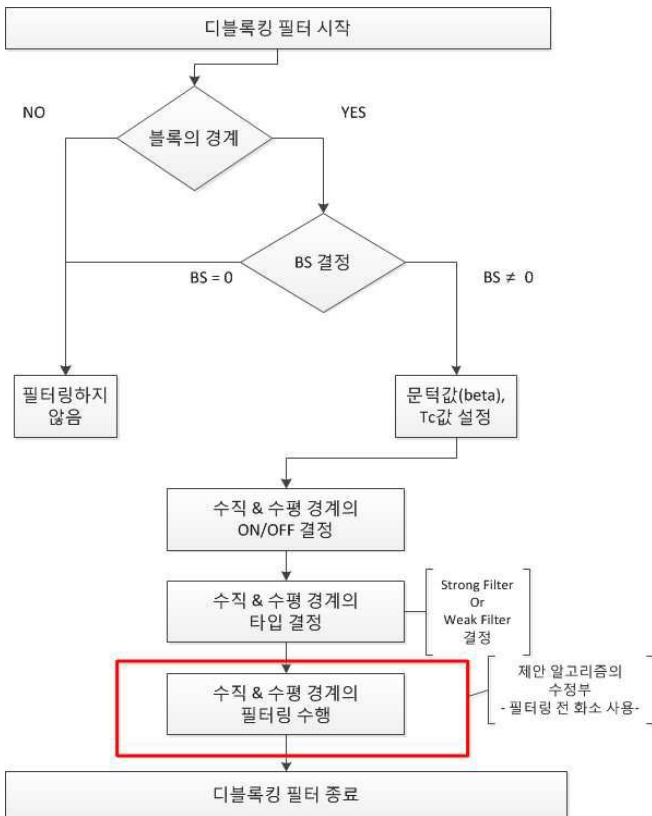 디블록킹 필터 시작
NO
YES
블록의 경계
BS 결정
BS = 0
BS ≠ 0
필터링하지
않음
문턱값(beta),
Tc값 설정
수직 & 수평 경계의
ON/OFF 결정
수직 & 수평 경계의
타입 결정
Strong Filter
Or
Weak Filter
결정
수직 & 수평 경계의
필터링 수행
제안 알고리즘의
수정부
- 필터링 전 화소 사용-
디블록킹 필터 종료